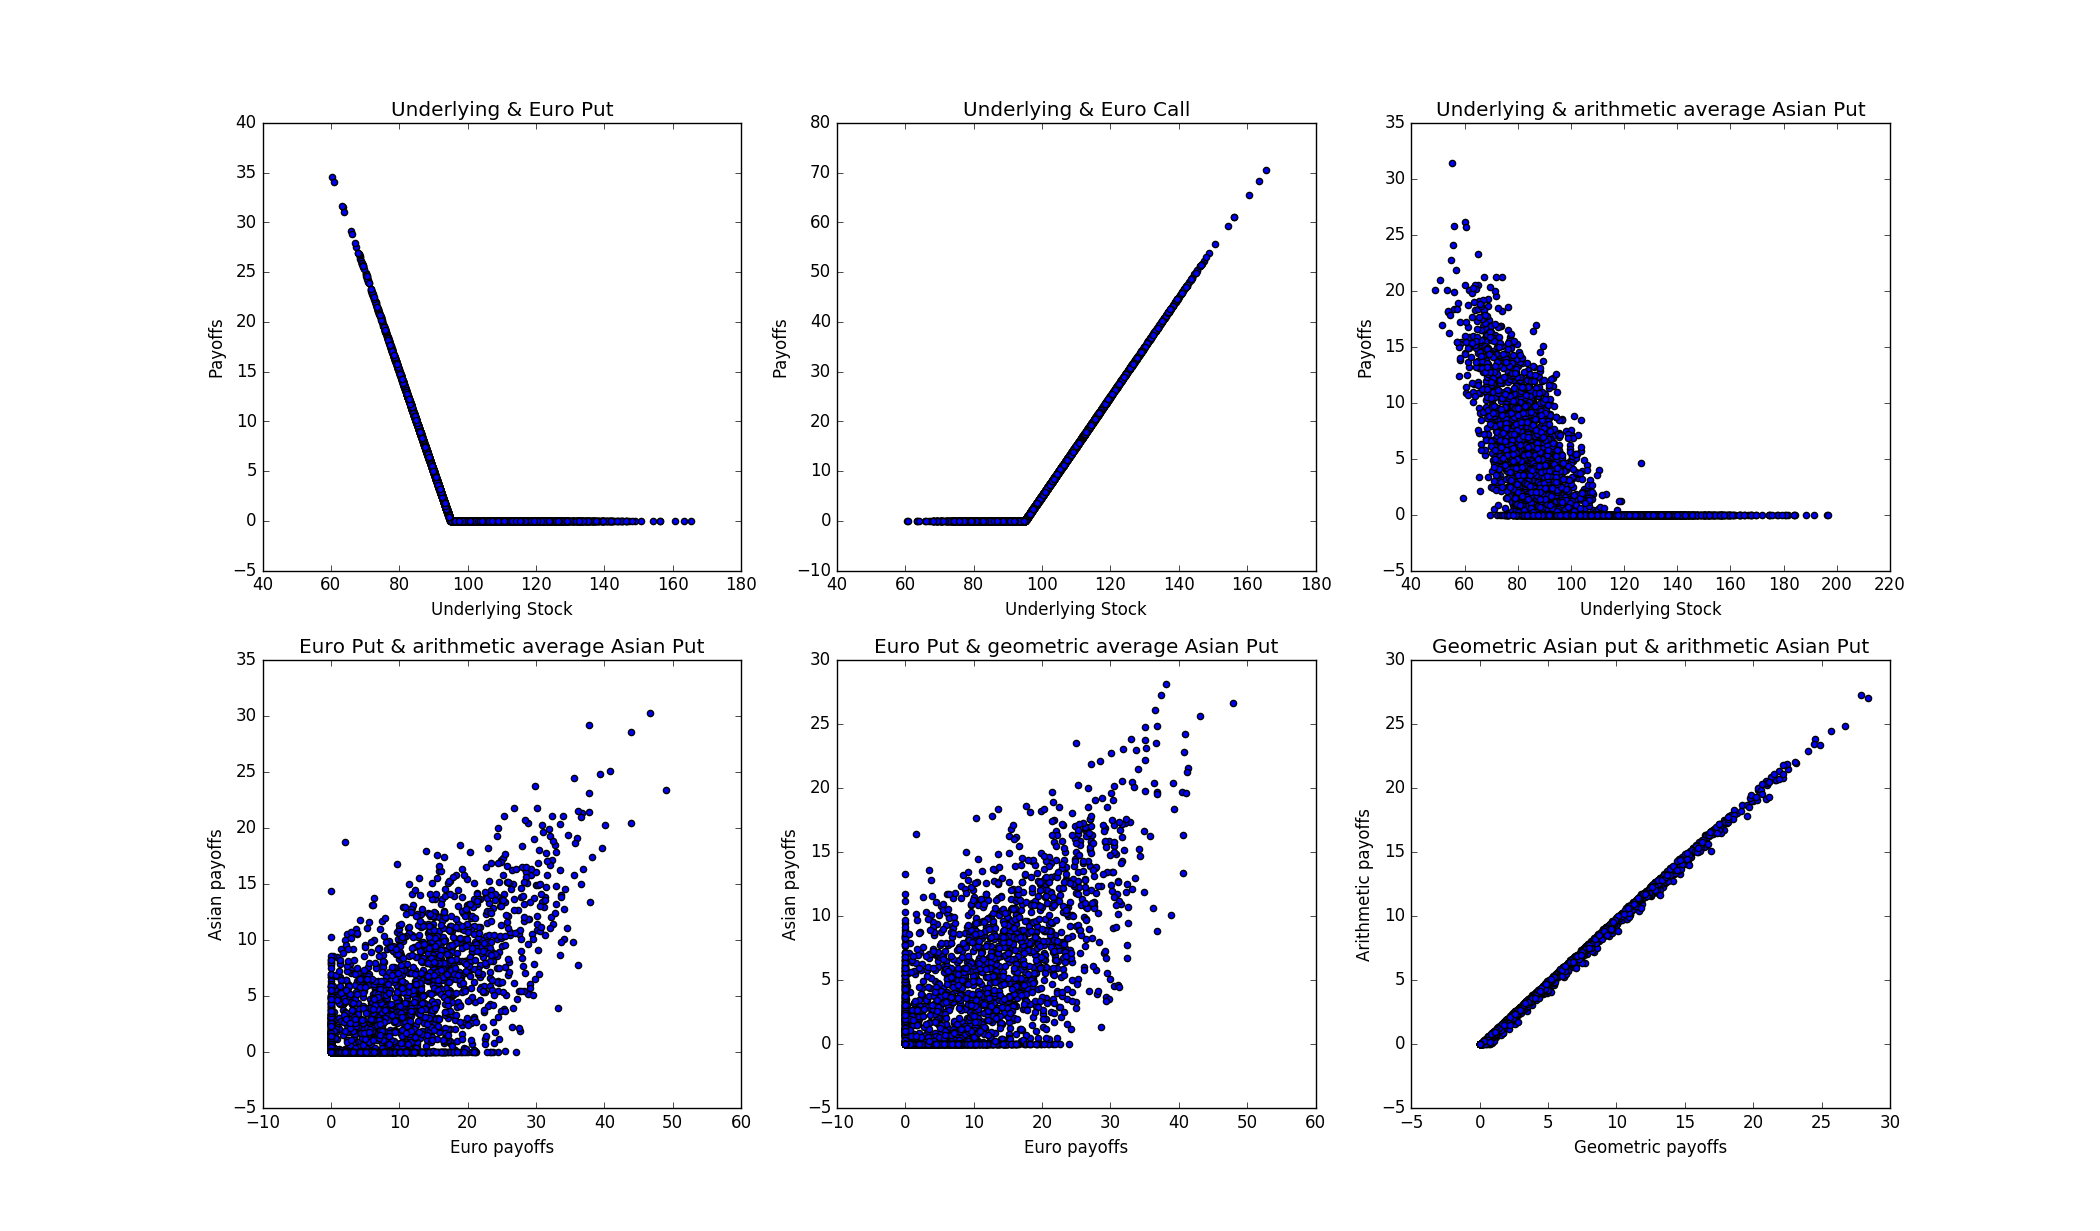 Underlying & Euro Put
40
35
30
25
20
15
10
5
0
−5
Payoffs
40 60 80 100 120 140 160 180
Underlying Stock
Underlying & Euro Call
80
70
60
50
40
30
20
10
0
−10
Payoffs
40 60 80 100 120 140 160 180
Underlying Stock
Underlying & arithmetic average Asian Put
35
30
25
20
15
10
5
0
−5
Payoffs
40 60 80 100 120 140 160 180 200 220
Underlying Stock
Euro Put & arithmetic average Asian Put
35
30
25
20
15
10
5
0
−5
Asian payoffs
−10 0 10 20 30 40 50 60
Euro payoffs
Euro Put & geometric average Asian Put
30
25
20
15
10
5
0
−5
Asian payoffs
−10 0 10 20 30 40 50 60
Euro payoffs
Geometric Asian put & arithmetic Asian Put
30
25
20
15
10
5
0
−5
Arithmetic payoffs
−5 0 5 10 15 20 25 30
Geometric payoffs